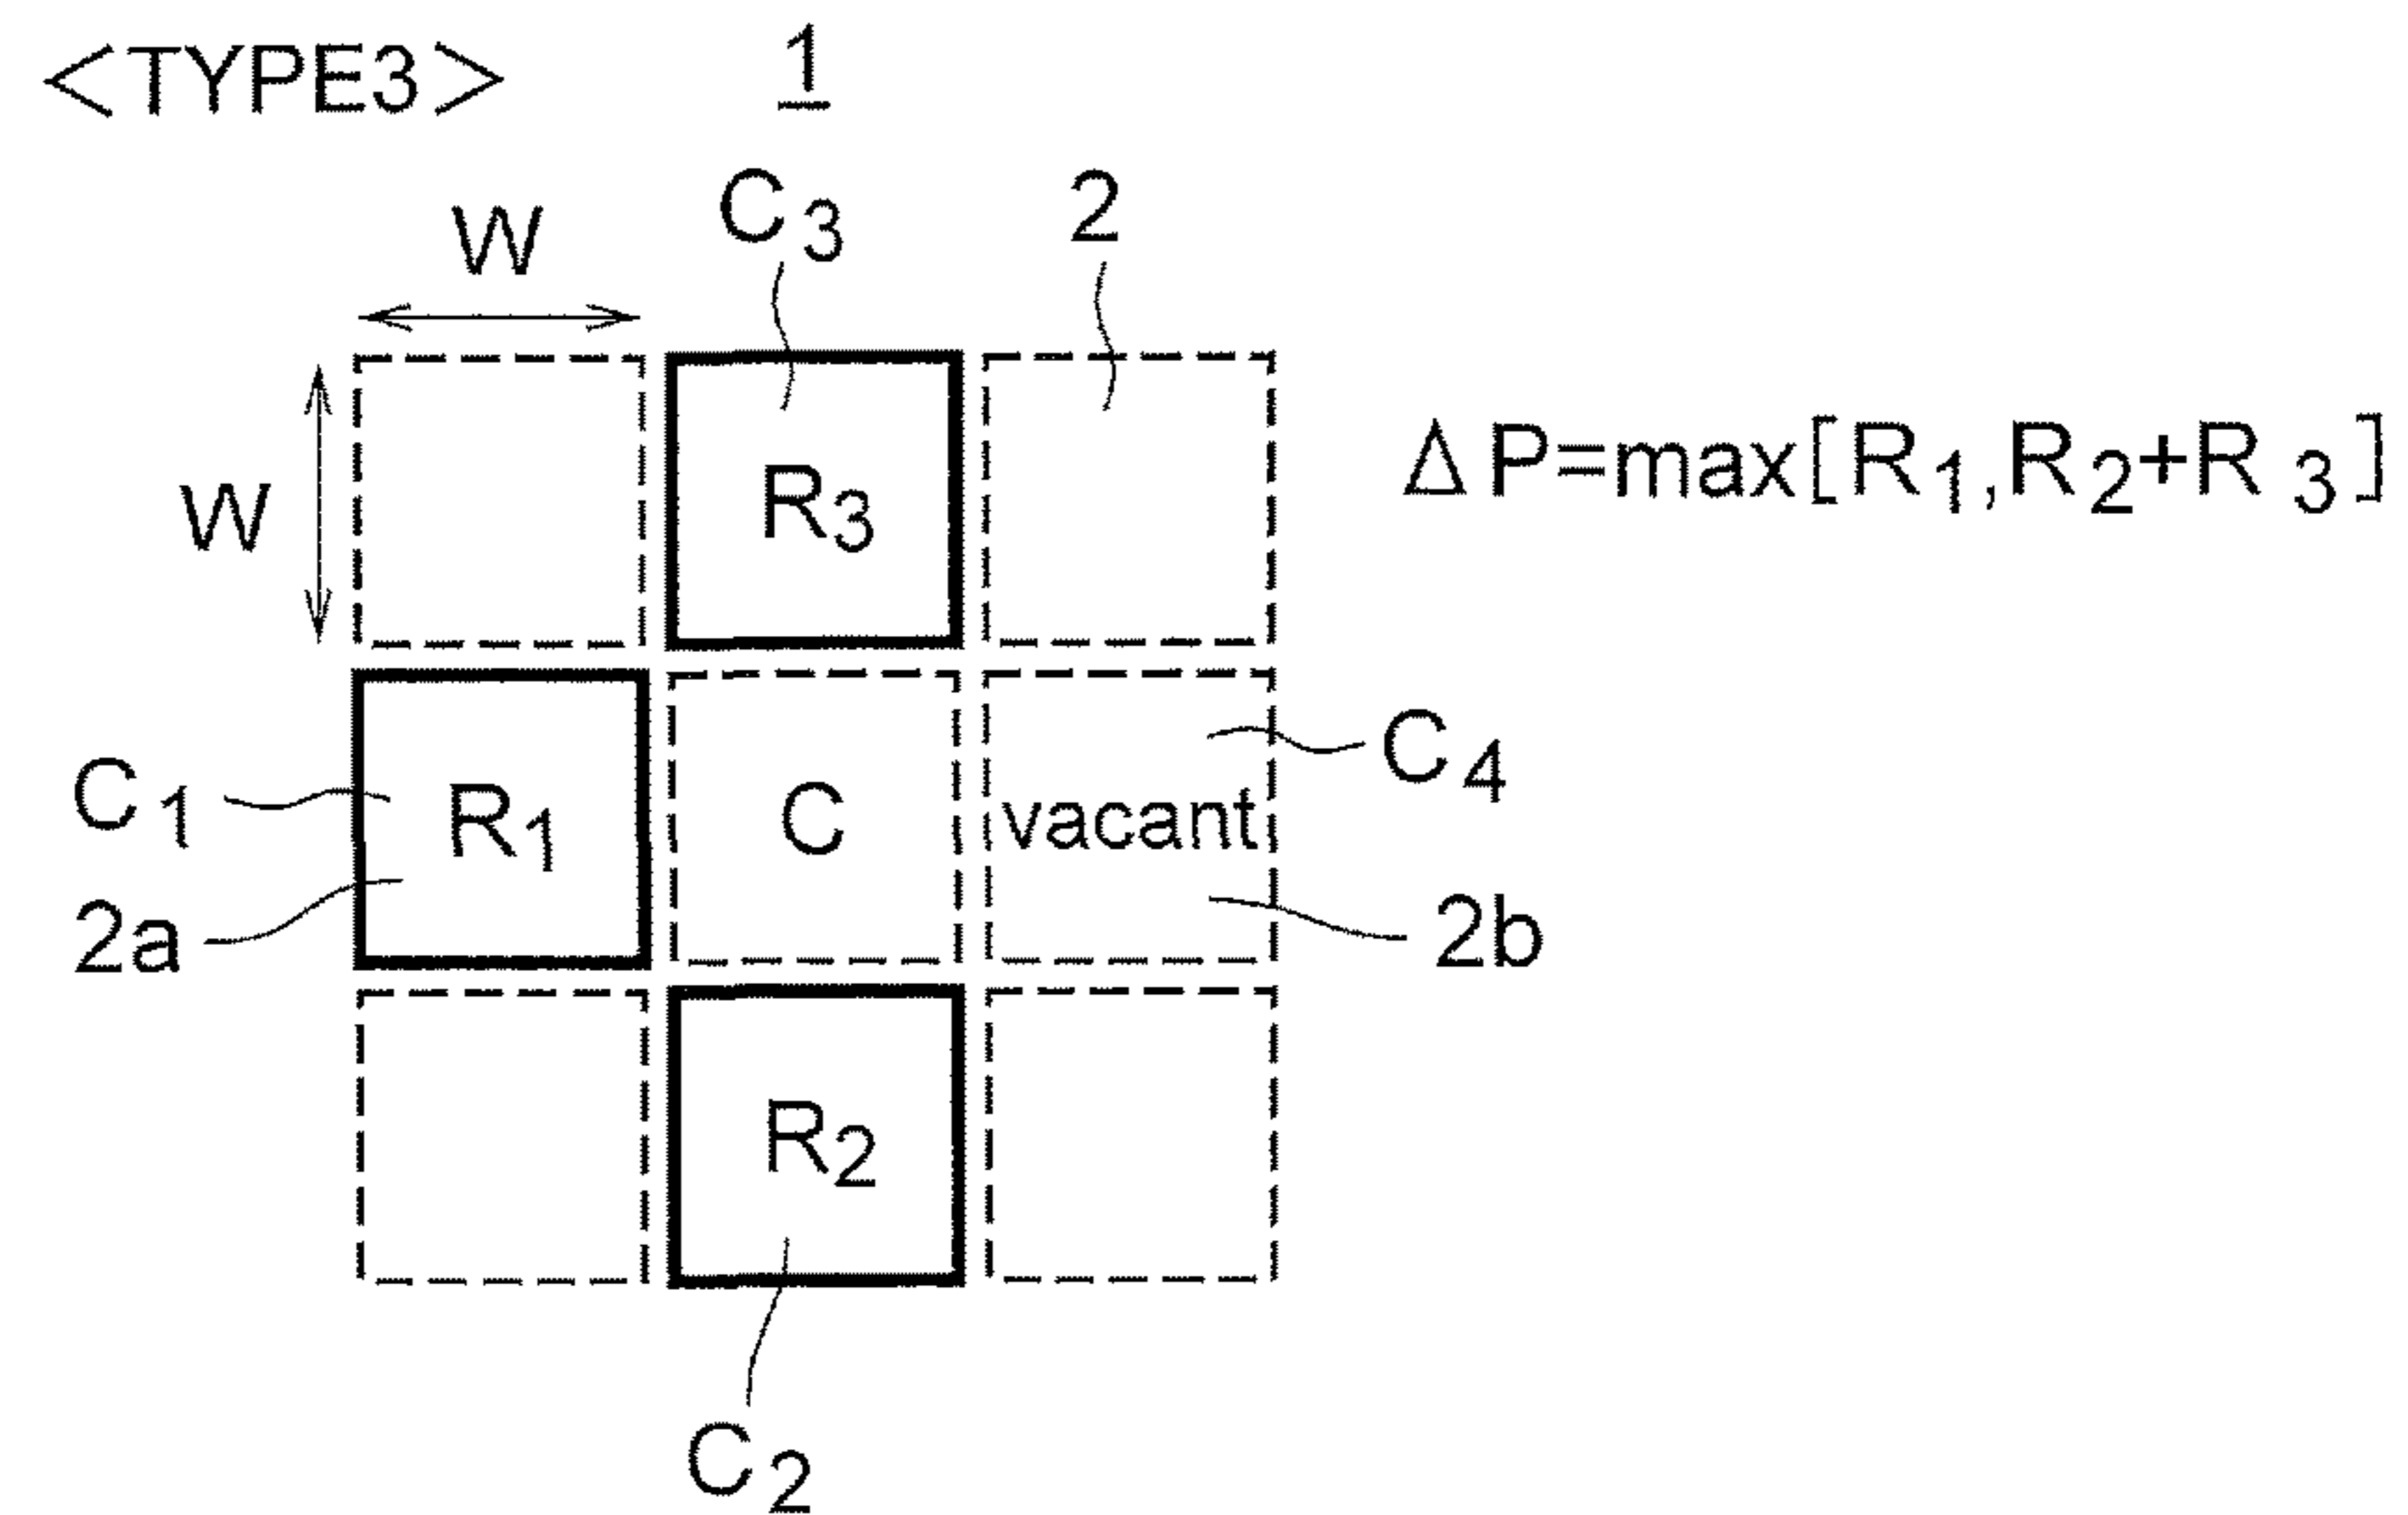 <TYPE3>
1
C3
2
W
W
R3
ΔP=max[R1,R2+R3]
C1
R1
C
vacant
C4
2a
2b
R2
C2